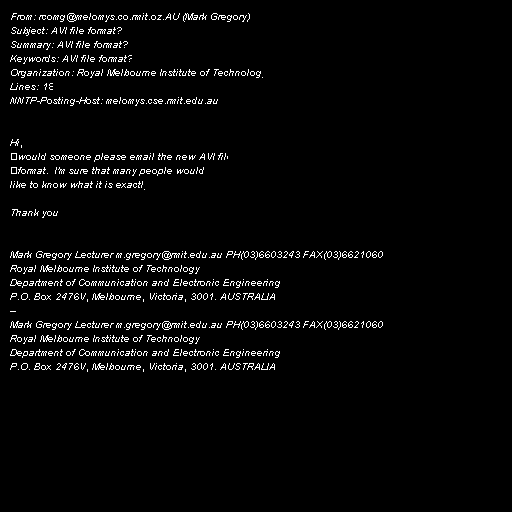 From: rcomg@melomys.co.rmit.oz.AU (Mark Gregory)
Subject: AVI file format?
Summary: AVI file format?
Keywords: AVI file format?
Organization: Royal Melbourne Institute of Technolog
Lines: 18
NNTP-Posting-Host: melomys.cse.rmit.edu.au
Hi,
would someone please email the new AVI fil
format. I'm sure that many people would
like to know what it is exactl
Thank you
Mark Gregory Lecturer m.gregory@rmit.edu.au PH(03)6603243 FAX(03)6621060
Royal Melbourne Institute of Technology
Department of Communication and Electronic Engineering
P.O. Box 2476V, Melbourne, Victoria, 3001. AUSTRALIA
--
Mark Gregory Lecturer m.gregory@rmit.edu.au PH(03)6603243 FAX(03)6621060
Royal Melbourne Institute of Technology
Department of Communication and Electronic Engineering
P.O. Box 2476V, Melbourne, Victoria, 3001. AUSTRALIA